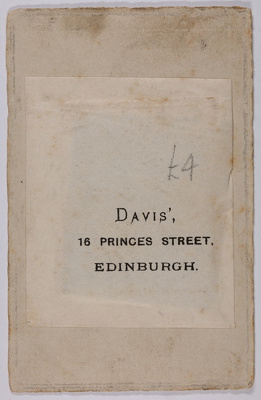 £4
DAVIS',
16 PRINCES STREET,
EDINBURGH.